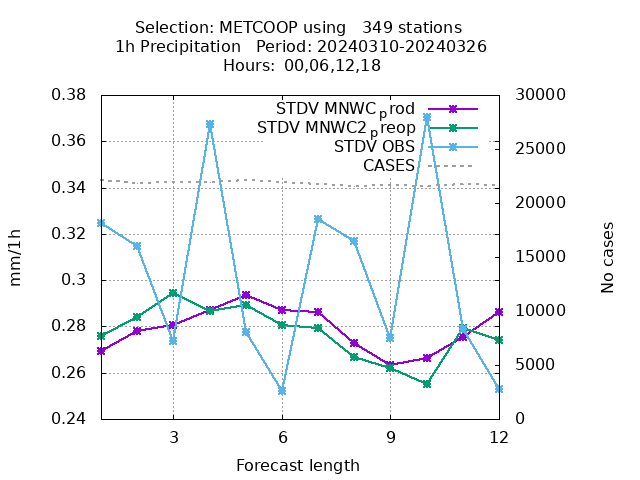 Selection: METCOOP using   349 stations
1h Precipitation   Period: 20240310-20240326
Hours:  00,06,12,18
0.38
0.36
0.34
0.32
0.3
0.28
0.26
0.24
30000
25000
20000
15000
10000
5000
0
mm/1h
No cases
STDV MNWCprod
STDV MNWC2preop
STDV OBS
CASES
3
6
9
12
Forecast length